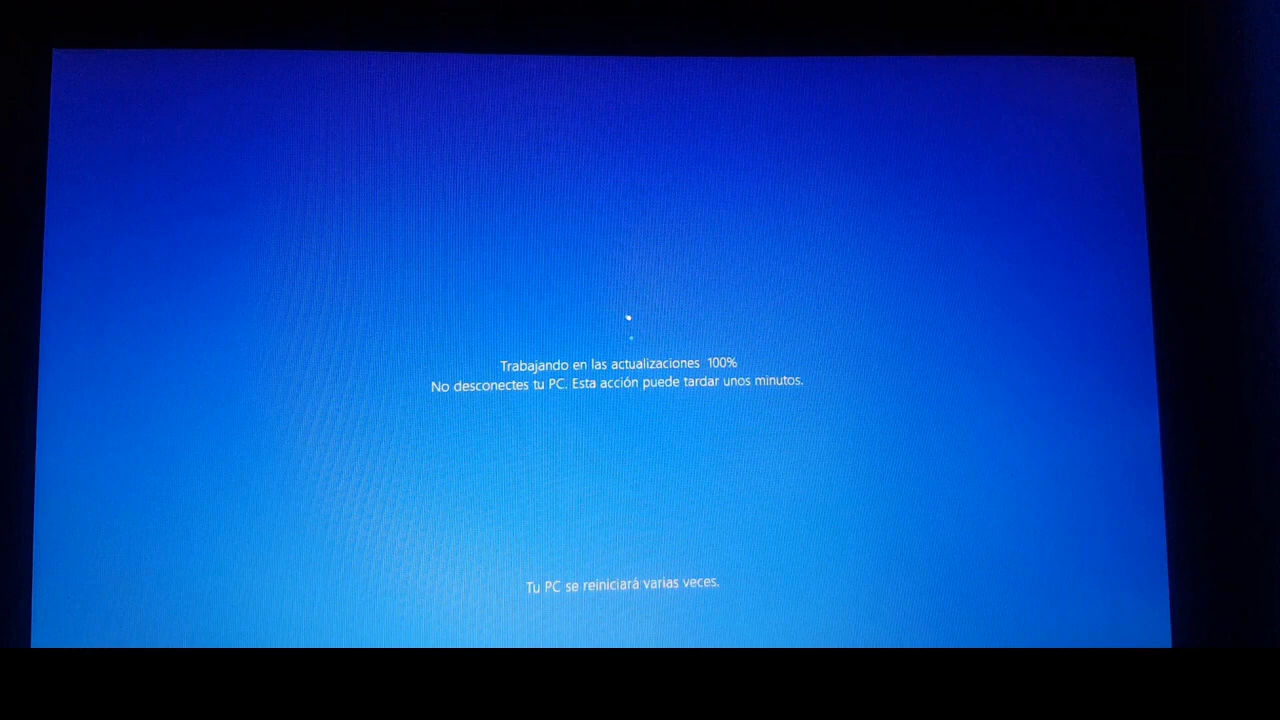 Trabajando en las actualizaciones 100%
No desconectes tu PC. Esta acción puede tardar unos minutos.
Tu PC se reiniciará varias veces.